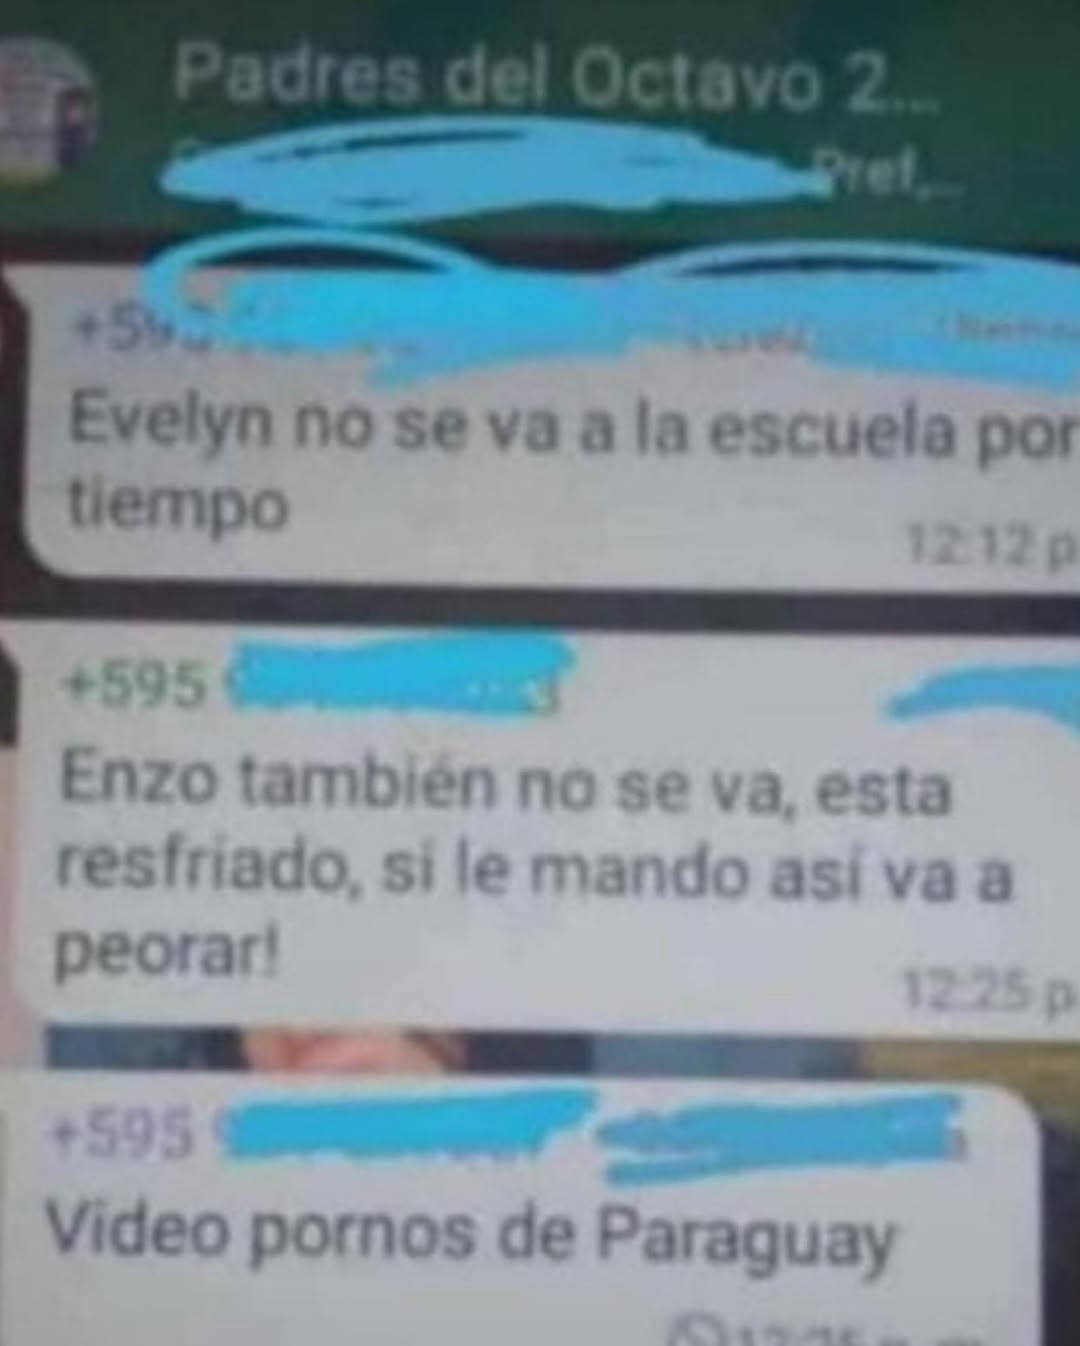 Padres del Octavo 2...
Pref,...
Evelyn no se va a la escuela por
tiempo
12:12 p
+595
Enzo también no se va, esta
resfriado, si le mando así va a
peorar!
12:25 p
+595
Video pornos de Paraguay